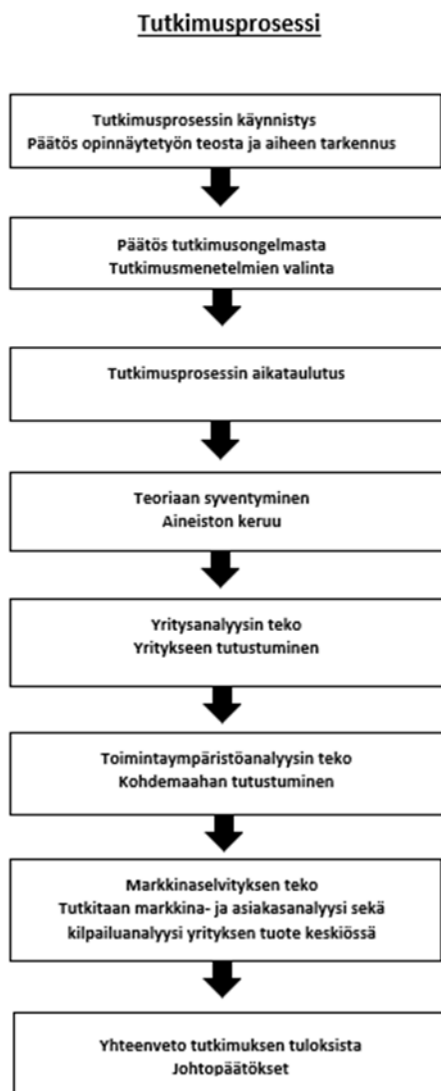 Tutkimusprosessi
Tutkimusprosessin käynnistys
Päätös opinnäytetyön teosta ja aiheen tarkennus
Päätös tutkimusongelmasta
Tutkimusmenetelmien valinta
Tutkimusprosessin aikataulutus
Teoriaan syventyminen
Aineiston keruu
Yritysanalyysin teko
Yritykseen tutustuminen
Toimintaympäristöanalyysin teko
Kohdemaahan tutustuminen
Markkinaselvityksen teko
Tutkitaan markkina- ja asiakasanalyysi sekä
kilpailuanalyysi yrityksen tuote keskiössä
Yhteenveto tutkimuksen tuloksista
Johtopäätökset